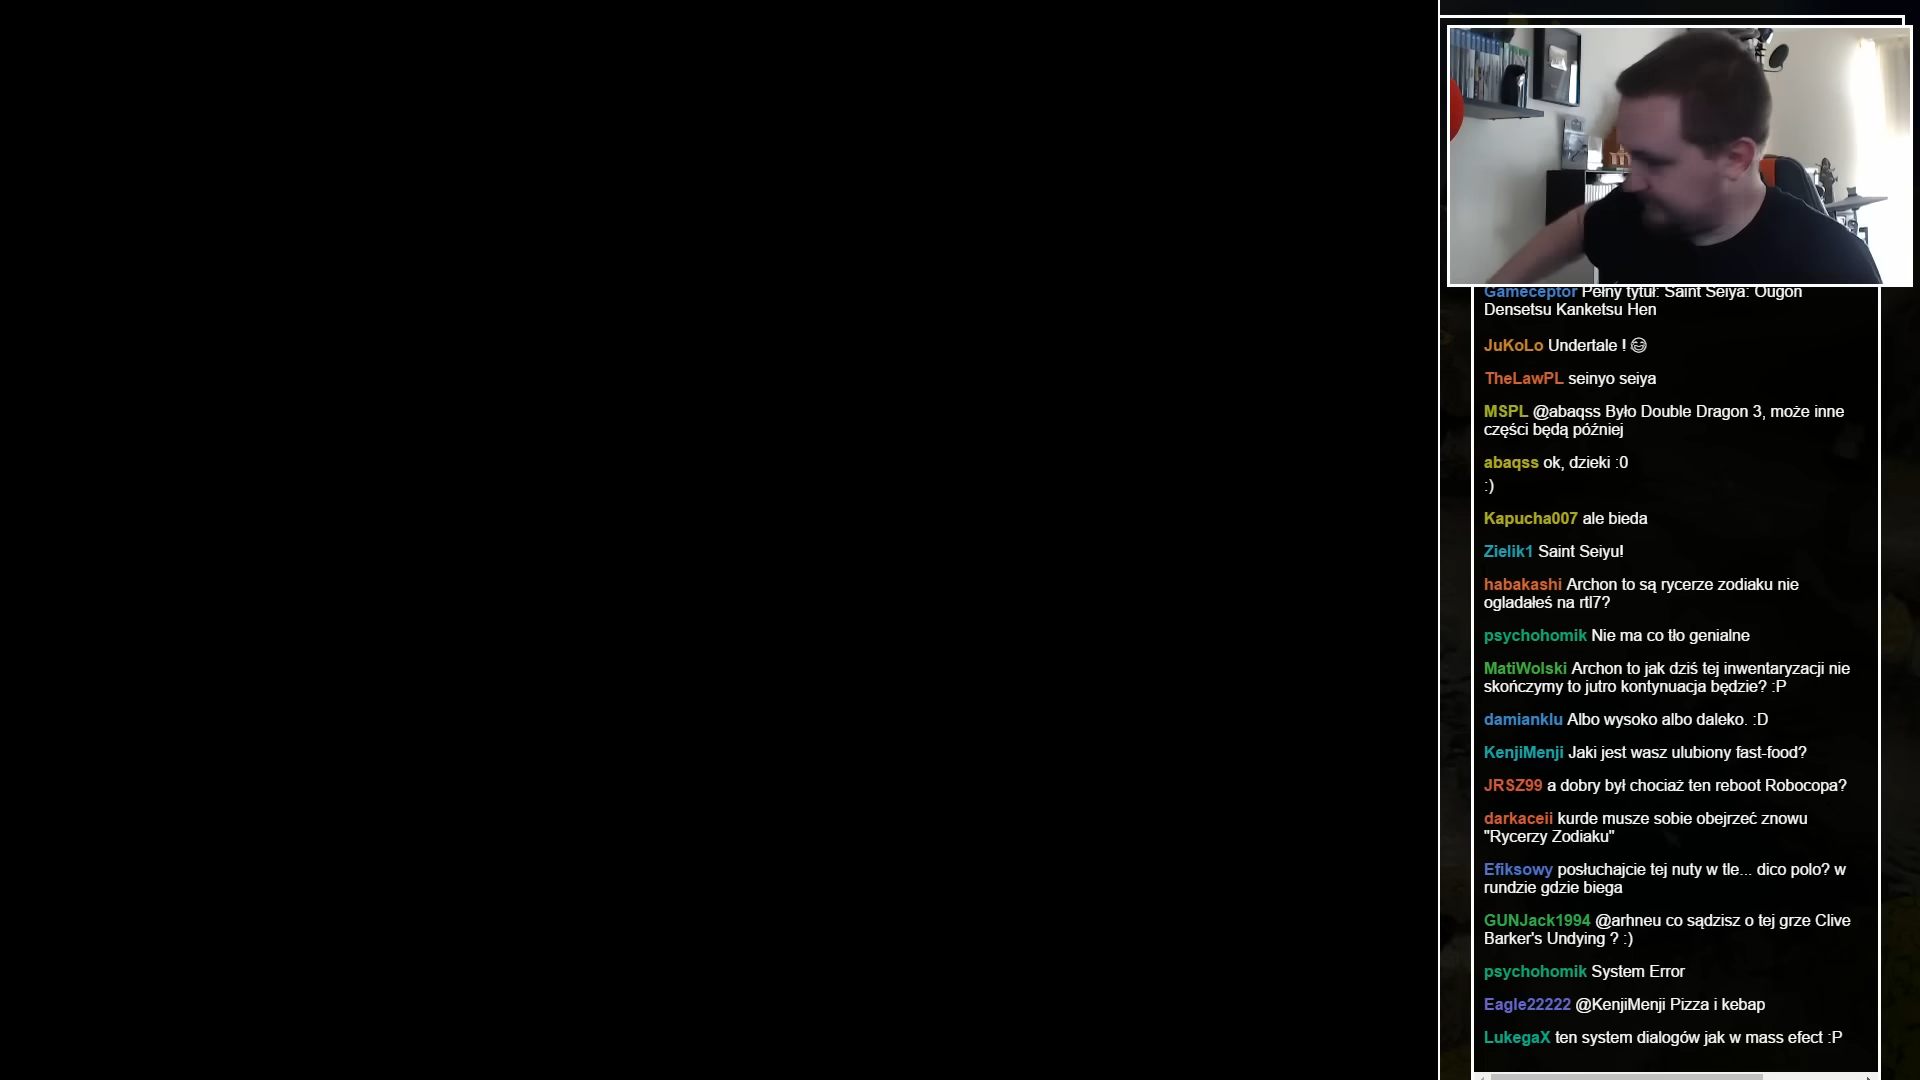 Gameceptor Pełny tytuł: Saint Seiya: Ougon
Densetsu Kanketsu Hen
JuKoLo Undertale ! 😂
TheLawPL seinyo seiya
MSPL @abaqss Było Double Dragon 3, może inne
części będą później
abaqss ok, dzieki :0
:)
Kapucha007 ale bieda
Zielik1 Saint Seiyu!
habakashi Archon to są rycerze zodiaku nie
ogladałeś na rtl7?
psychohomik Nie ma co tło genialne
MatiWolski Archon to jak dziś tej inwentaryzacji nie
skończymy to jutro kontynuacja będzie? :P
damianklu Albo wysoko albo daleko. :D
KenjiMenji Jaki jest wasz ulubiony fast-food?
JRSZ99 a dobry był chociaż ten reboot Robocopa?
darkaceii kurde musze sobie obejrzeć znowu
"Rycerzy Zodiaku"
Efiksowy posłuchajcie tej nuty w tle... dico polo? w
rundzie gdzie biega
GUNJack1994 @arhneu co sądzisz o tej grze Clive
Barker's Undying ? :)
psychohomik System Error
Eagle22222 @KenjiMenji Pizza i kebap
LukegaX ten system dialogów jak w mass efect :P